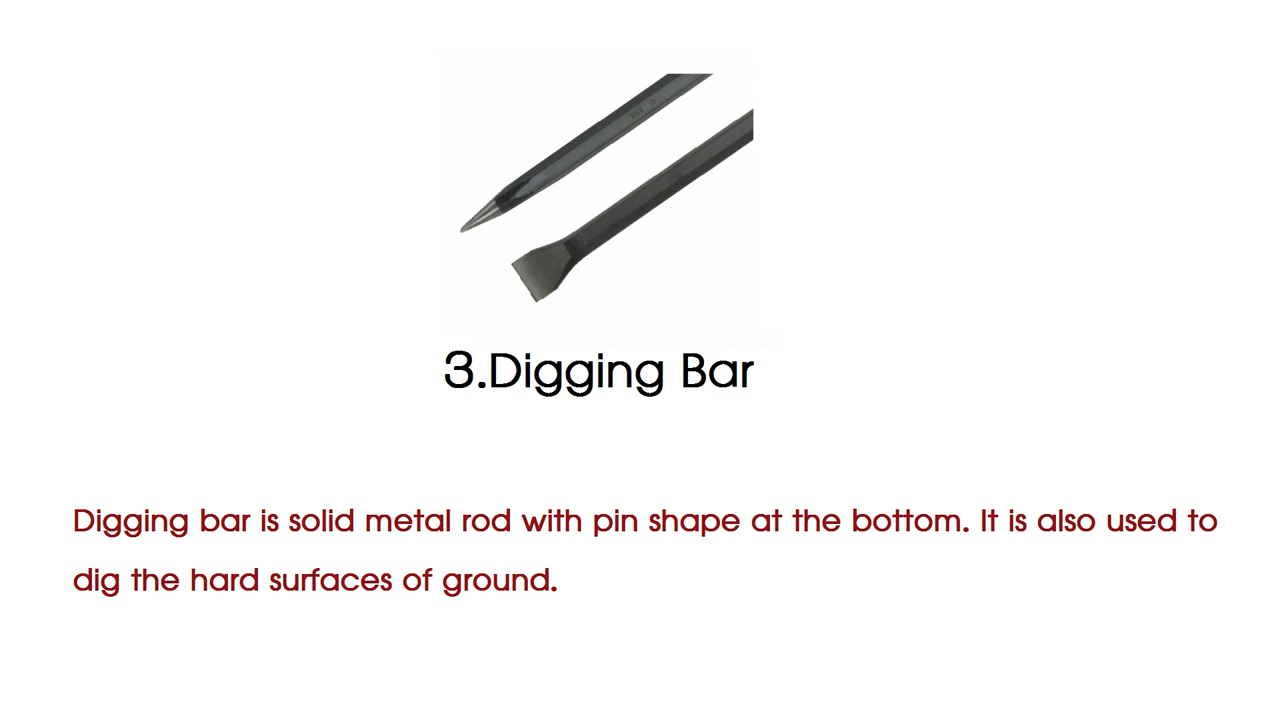 3.Digging Bar
Digging bar is solid metal rod with pin shape at the bottom. It is also used to
dig the hard surfaces of ground.